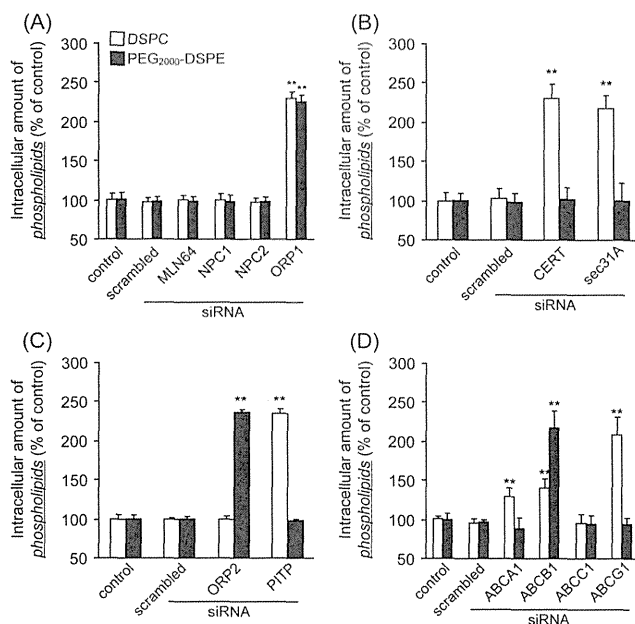 (A)
300
250
200
150
100
50
Intracellular amount of
phospholipids (% of control)
DSPC
PEG2000-DSPE
**
**
control
scrambled
MLN64
NPC1
NPC2
ORP1
siRNA
(B)
300
250
200
150
100
50
Intracellular amount of
phospholipids (% of control)
**
**
control
scrambled
CERT
sec31A
siRNA
(C)
300
250
200
150
100
50
Intracellular amount of
phospholipids (% of control)
**
**
control
scrambled
ORP2
PITP
siRNA
(D)
300
250
200
150
100
50
Intracellular amount of
phospholipids (% of control)
**
**
**
**
control
scrambled
ABCA1
ABCB1
ABCC1
ABCG1
siRNA